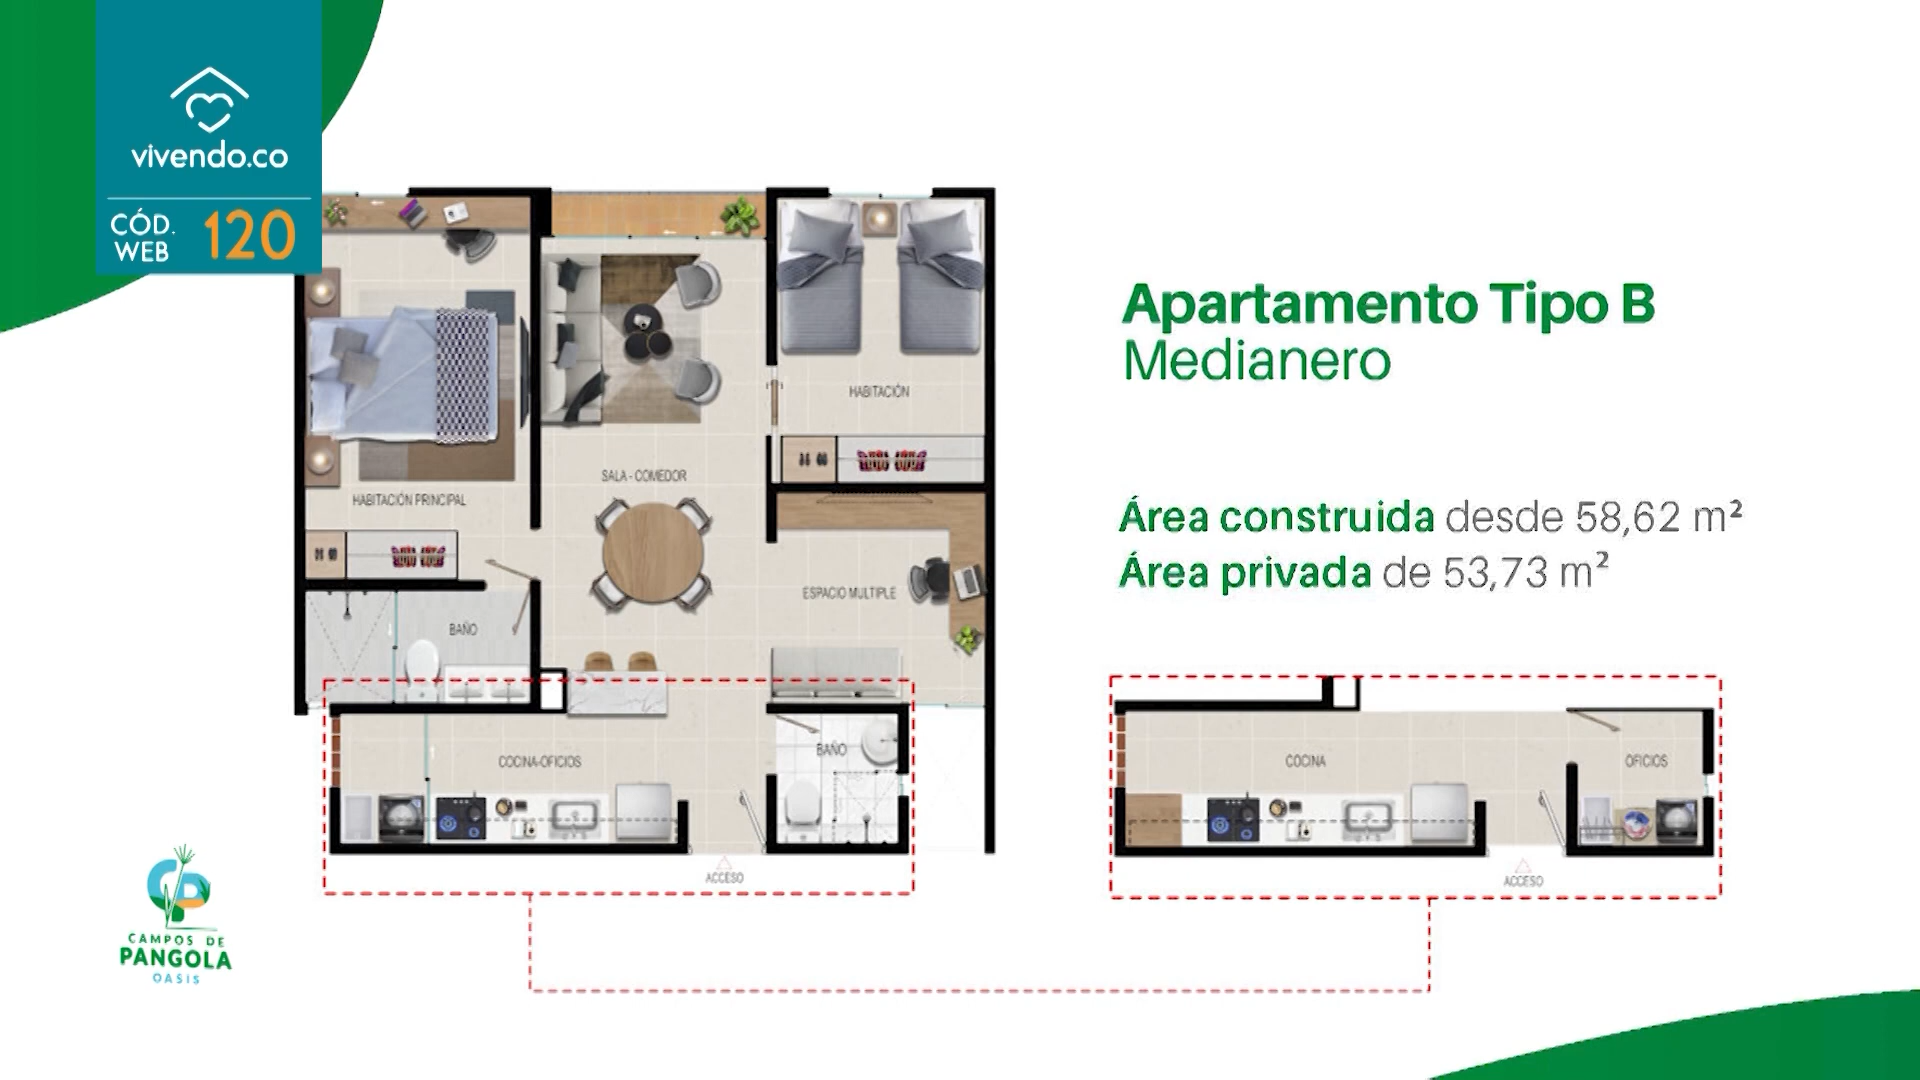 vivendo.co
CÓD. WEB 120
Apartamento Tipo B
Medianero
Área construida desde 58,62 m²
Área privada de 53,73 m²
HABITACIÓN
SALA - COMEDOR
HABITACIÓN PRINCIPAL
ESPACIO MULTIPLE
BAÑO
COCINA-OFICIOS
BAÑO
ACCESO
COCINA
OFICIOS
ACCESO
CAMPOS DE
PANGOLA
OASIS